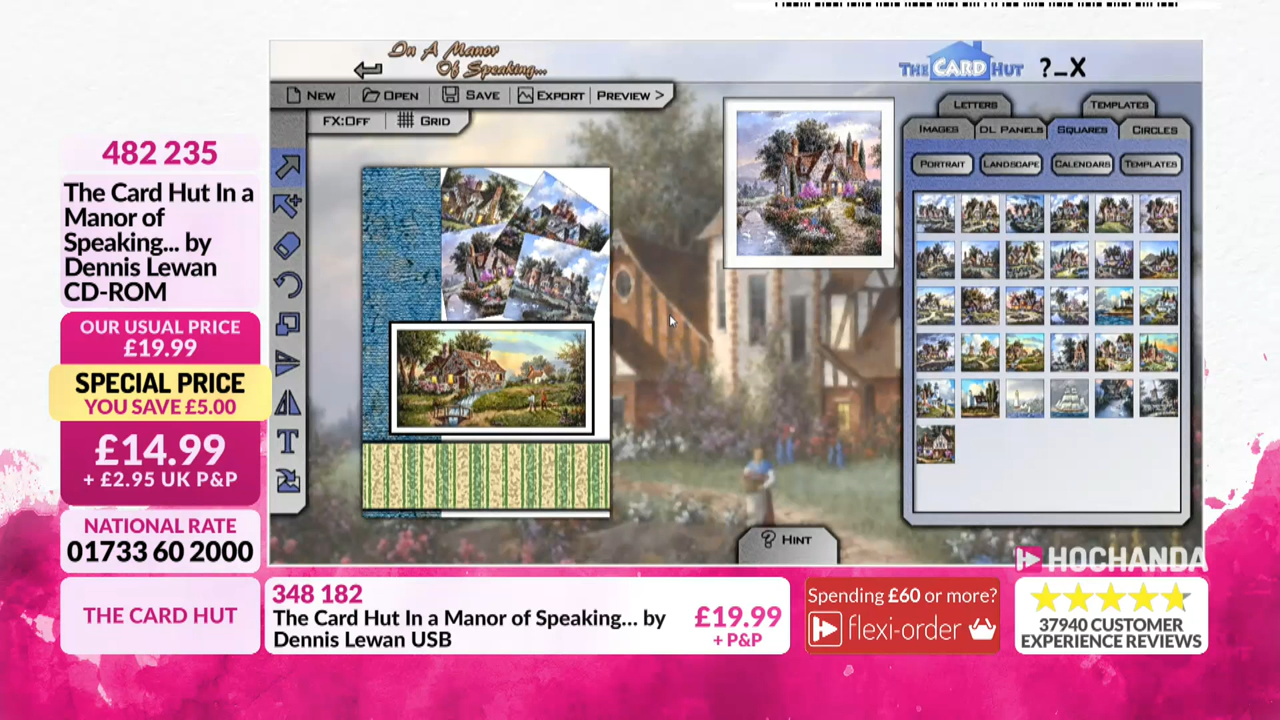 In A Manor
Of Speaking...
THE CARD HUT ? _ X
NEW OPEN SAVE EXPORT PREVIEW >
FX:OFF GRID
LETTERS TEMPLATES
IMAGES DL PANELS SQUARES CIRCLES
PORTRAIT LANDSCAPE CALENDARS TEMPLATES
T
? HINT
482 235
The Card Hut In a
Manor of
Speaking... by
Dennis Lewan
CD-ROM
OUR USUAL PRICE
£19.99
SPECIAL PRICE
YOU SAVE £5.00
£14.99
+ £2.95 UK P&P
NATIONAL RATE
01733 60 2000
THE CARD HUT
348 182
The Card Hut In a Manor of Speaking... by
Dennis Lewan USB
£19.99
+ P&P
Spending £60 or more?
flexi-order
HOCHANDA
37940 CUSTOMER
EXPERIENCE REVIEWS